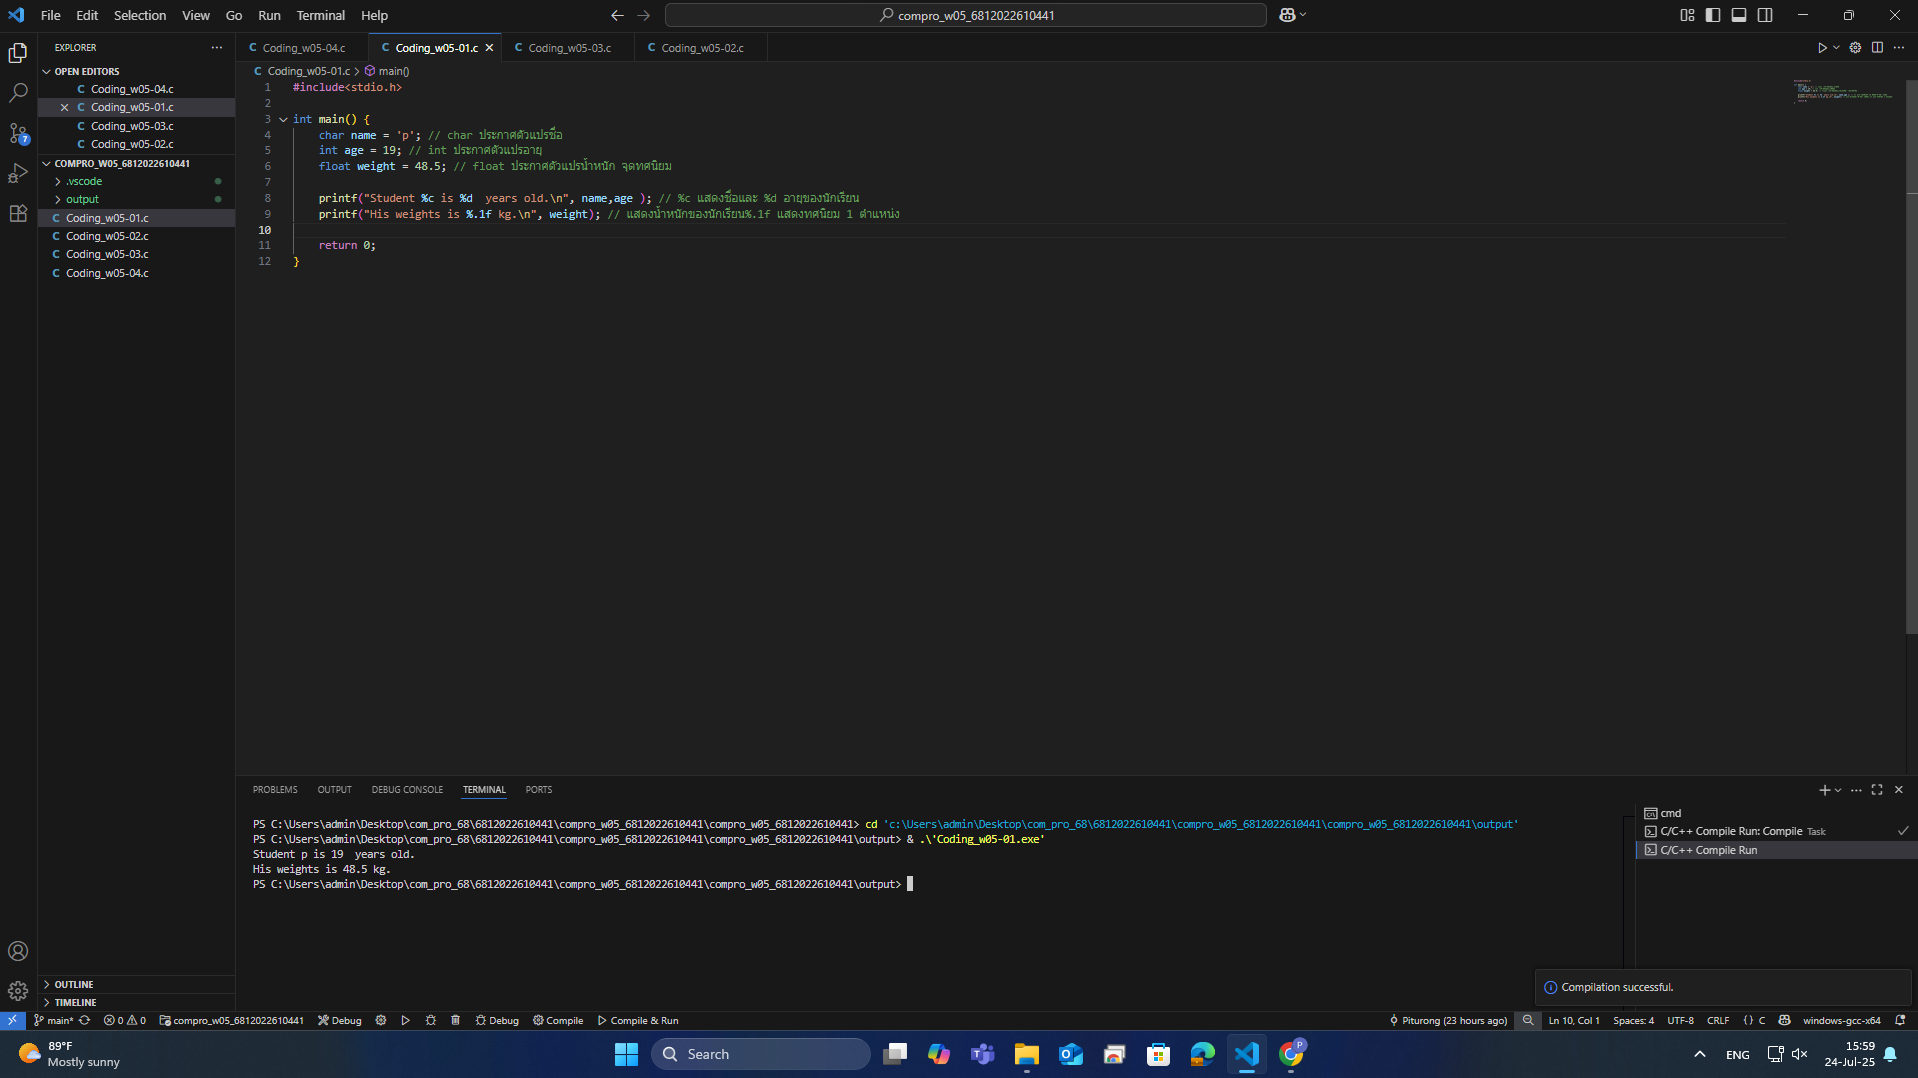 File Edit Selection View Go Run Terminal Help
compro_w05_6812022610441
EXPLORER
OPEN EDITORS
C Coding_w05-04.c
C Coding_w05-01.c
C Coding_w05-03.c
C Coding_w05-02.c
COMPRO_W05_6812022610441
.vscode
output
C Coding_w05-01.c
C Coding_w05-02.c
C Coding_w05-03.c
C Coding_w05-04.c
OUTLINE
TIMELINE
7
C Coding_w05-04.c C Coding_w05-01.c C Coding_w05-03.c C Coding_w05-02.c
C Coding_w05-01.c > main()
1 #include<stdio.h>
2
3 int main() {
4 char name = 'p'; // char ประกาศตัวแปรชื่อ
5 int age = 19; // int ประกาศตัวแปรอายุ
6 float weight = 48.5; // float ประกาศตัวแปรน้ำหนัก จุดทศนิยม
7
8 printf("Student %c is %d  years old.\n", name,age ); // %c แสดงชื่อและ %d อายุของนักเรียน
9 printf("His weights is %.1f kg.\n", weight); // แสดงน้ำหนักของนักเรียน%.1f แสดงทศนิยม 1 ตำแหน่ง
10
11 return 0;
12 }
PROBLEMS OUTPUT DEBUG CONSOLE TERMINAL PORTS
PS C:\Users\admin\Desktop\com_pro_68\6812022610441\compro_w05_6812022610441\compro_w05_6812022610441> cd 'c:\Users\admin\Desktop\com_pro_68\6812022610441\compro_w05_6812022610441\compro_w05_6812022610441\output'
PS C:\Users\admin\Desktop\com_pro_68\6812022610441\compro_w05_6812022610441\compro_w05_6812022610441\output> & .\'Coding_w05-01.exe'
Student p is 19  years old.
His weights is 48.5 kg.
PS C:\Users\admin\Desktop\com_pro_68\6812022610441\compro_w05_6812022610441\compro_w05_6812022610441\output>
cmd
C/C++ Compile Run: Compile Task
C/C++ Compile Run
Compilation successful.
main* 0 0 compro_w05_6812022610441 Debug Debug Compile Compile & Run Piturong (23 hours ago) Ln 10, Col 1 Spaces: 4 UTF-8 CRLF {} C windows-gcc-x64
89°F
Mostly sunny
Search
P
ENG
15:59
24-Jul-25